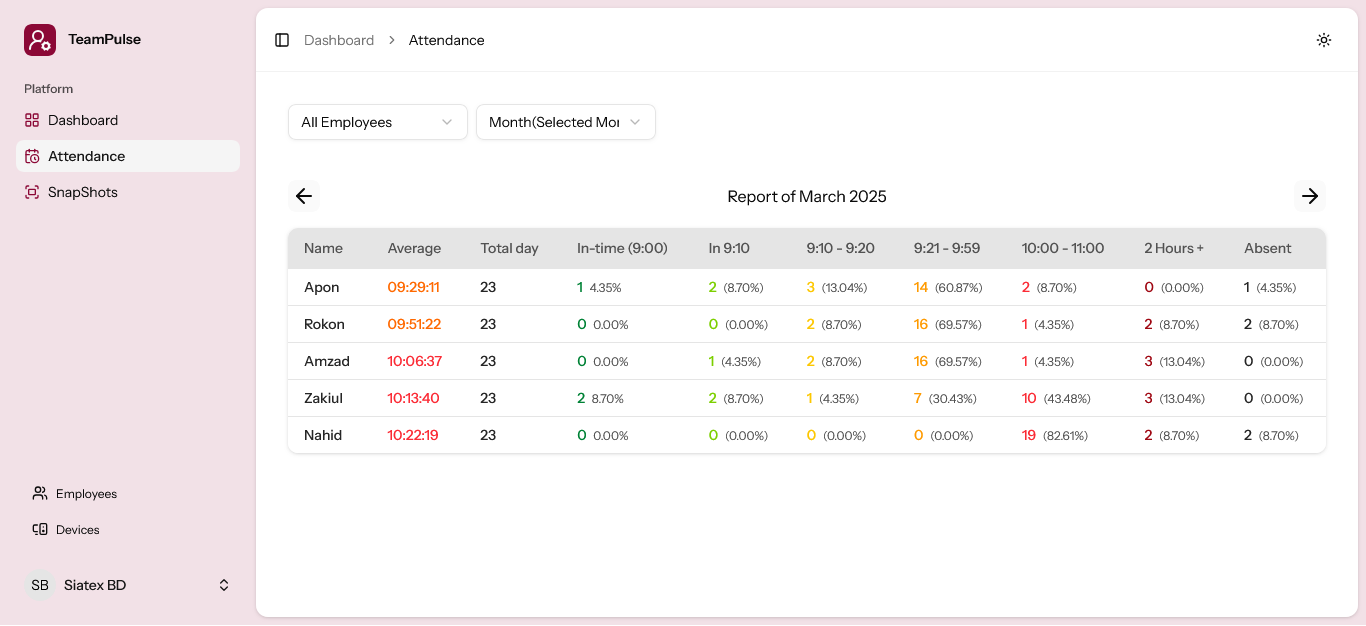 TeamPulse
Platform
Dashboard
Attendance
SnapShots
Employees
Devices
SB Siatex BD
Dashboard > Attendance
All Employees Month(Selected Mor
Report of March 2025
Name Average Total day In-time (9:00) In 9:10 9:10 - 9:20 9:21 - 9:59 10:00 - 11:00 2 Hours + Absent
Apon 09:29:11 23 1 4.35% 2 (8.70%) 3 (13.04%) 14 (60.87%) 2 (8.70%) 0 (0.00%) 1 (4.35%)
Rokon 09:51:22 23 0 0.00% 0 (0.00%) 2 (8.70%) 16 (69.57%) 1 (4.35%) 2 (8.70%) 2 (8.70%)
Amzad 10:06:37 23 0 0.00% 1 (4.35%) 2 (8.70%) 16 (69.57%) 1 (4.35%) 3 (13.04%) 0 (0.00%)
Zakiul 10:13:40 23 2 8.70% 2 (8.70%) 1 (4.35%) 7 (30.43%) 10 (43.48%) 3 (13.04%) 0 (0.00%)
Nahid 10:22:19 23 0 0.00% 0 (0.00%) 0 (0.00%) 0 (0.00%) 19 (82.61%) 2 (8.70%) 2 (8.70%)